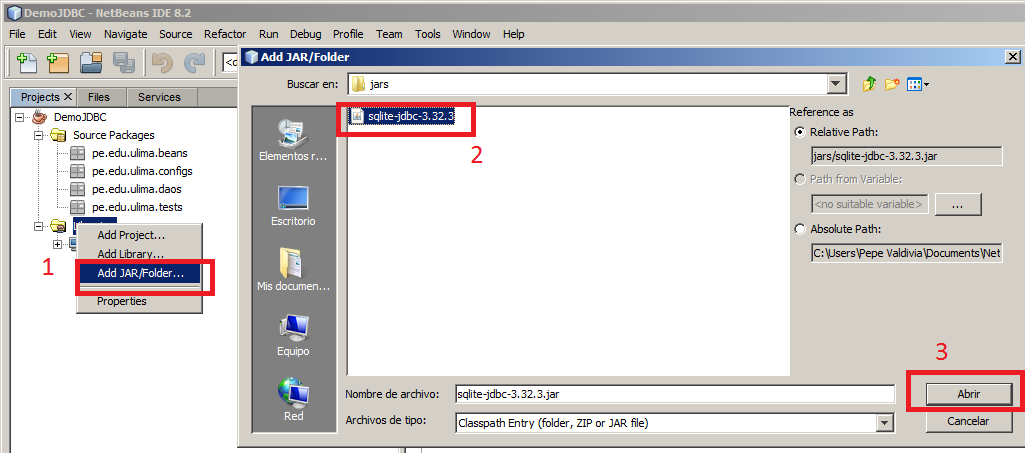 DemoJDBC - NetBeans IDE 8.2
File Edit View Navigate Source Refactor Run Debug Profile Team Tools Window Help
<d
Projects X Files Services
DemoJDBC
Source Packages
pe.edu.ulima.beans
pe.edu.ulima.configs
pe.edu.ulima.daos
pe.edu.ulima.tests
1
Add Project...
Add Library...
Add JAR/Folder...
Properties
Add JAR/Folder
Buscar en: jars
sqlite-jdbc-3.32.3
2
Elementos r...
Escritorio
Mis documen...
Equipo
Red
Reference as
Relative Path:
jars/sqlite-jdbc-3.32.3.jar
Path from Variable:
<no suitable variable> ...
Absolute Path:
C:\Users\Pepe Valdivia\Documents\Net
3
Nombre de archivo: sqlite-jdbc-3.32.3.jar Abrir
Archivos de tipo: Classpath Entry (folder, ZIP or JAR file) Cancelar